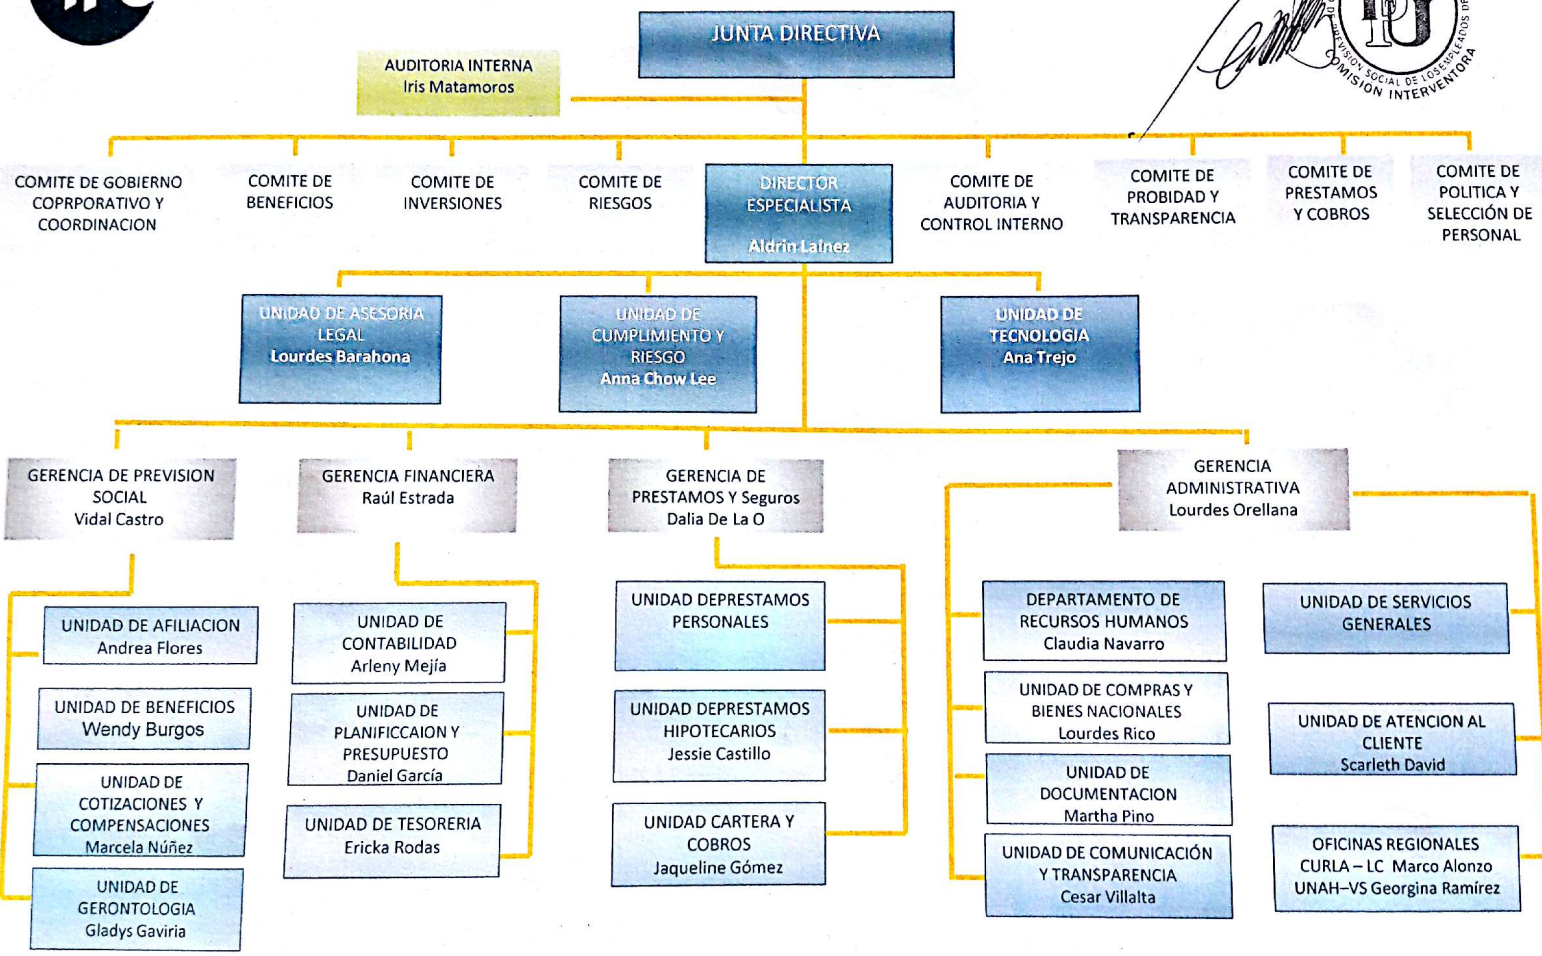 JUNTA DIRECTIVA
AUDITORIA INTERNA
Iris Matamoros
PREVISION SOCIAL DE LOS EMPLEADOS DE
COMISION INTERVENTORA
COMITE DE GOBIERNO
COPRPORATIVO Y
COORDINACION
COMITE DE
BENEFICIOS
COMITE DE
INVERSIONES
COMITE DE
RIESGOS
DIRECTOR
ESPECIALISTA
Aldrin Laínez
COMITE DE
AUDITORIA Y
CONTROL INTERNO
COMITE DE
PROBIDAD Y
TRANSPARENCIA
COMITE DE
PRESTAMOS
Y COBROS
COMITE DE
POLITICA Y
SELECCIÓN DE
PERSONAL
UNIDAD DE ASESORIA
LEGAL
Lourdes Barahona
UNIDAD DE
CUMPLIMIENTO Y
RIESGO
Anna Chow Lee
UNIDAD DE
TECNOLOGIA
Ana Trejo
GERENCIA DE PREVISION
SOCIAL
Vidal Castro
GERENCIA FINANCIERA
Raúl Estrada
GERENCIA DE
PRESTAMOS Y Seguros
Dalia De La O
GERENCIA
ADMINISTRATIVA
Lourdes Orellana
UNIDAD DE AFILIACION
Andrea Flores
UNIDAD DE BENEFICIOS
Wendy Burgos
UNIDAD DE
COTIZACIONES Y
COMPENSACIONES
Marcela Núñez
UNIDAD DE
GERONTOLOGIA
Gladys Gaviria
UNIDAD DE
CONTABILIDAD
Arleny Mejía
UNIDAD DE
PLANIFICCAION Y
PRESUPUESTO
Daniel García
UNIDAD DE TESORERIA
Ericka Rodas
UNIDAD DEPRESTAMOS
PERSONALES
UNIDAD DEPRESTAMOS
HIPOTECARIOS
Jessie Castillo
UNIDAD CARTERA Y
COBROS
Jaqueline Gómez
DEPARTAMENTO DE
RECURSOS HUMANOS
Claudia Navarro
UNIDAD DE COMPRAS Y
BIENES NACIONALES
Lourdes Rico
UNIDAD DE
DOCUMENTACION
Martha Pino
UNIDAD DE COMUNICACIÓN
Y TRANSPARENCIA
Cesar Villalta
UNIDAD DE SERVICIOS
GENERALES
UNIDAD DE ATENCION AL
CLIENTE
Scarleth David
OFICINAS REGIONALES
CURLA – LC Marco Alonzo
UNAH–VS Georgina Ramírez